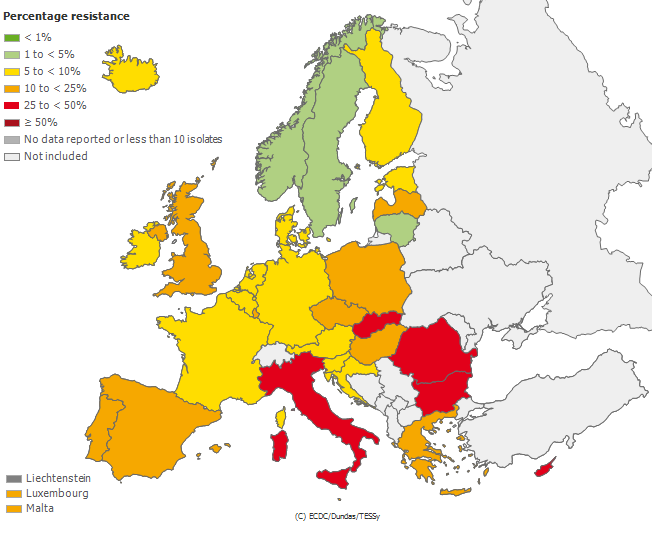 Percentage resistance
< 1%
1 to < 5%
5 to < 10%
10 to < 25%
25 to < 50%
≥ 50%
No data reported or less than 10 isolates
Not included
Liechtenstein
Luxembourg
Malta
(C) ECDC/Dundas/TESSy